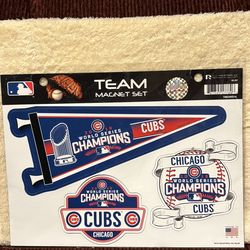 TEAM
MAGNET SET
WORLD SERIES
CHAMPIONS
CUBS
WORLD SERIES
CHAMPIONS
CUBS
CHICAGO
CHICAGO
WORLD SERIES
CHAMPIONS
CUBS